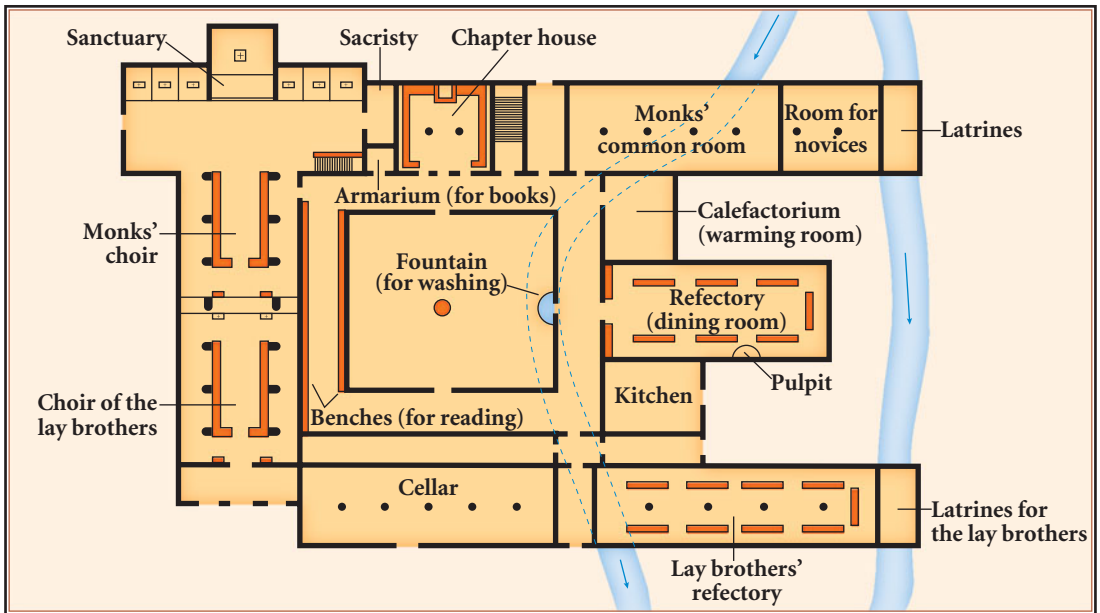 Sanctuary
Sacristy
Chapter house
Monks'
common room
Room for
novices
Latrines
Armarium (for books)
Calefactorium
(warming room)
Monks'
choir
Fountain
(for washing)
Refectory
(dining room)
Pulpit
Kitchen
Choir of the
lay brothers
Benches (for reading)
Cellar
Latrines for
the lay brothers
Lay brothers'
refectory